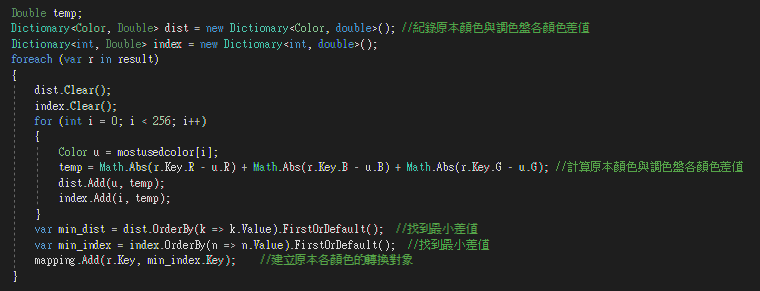 Double temp;
Dictionary<Color, Double> dist = new Dictionary<Color, double>(); //紀錄原本顏色與調色盤各顏色差值
Dictionary<int, Double> index = new Dictionary<int, double>();
foreach (var r in result)
{
dist.Clear();
index.Clear();
for (int i = 0; i < 256; i++)
{
Color u = mostusedcolor[i];
temp = Math.Abs(r.Key.R - u.R) + Math.Abs(r.Key.B - u.B) + Math.Abs(r.Key.G - u.G); //計算原本顏色與調色盤各顏色差值
dist.Add(u, temp);
index.Add(i, temp);
}
var min_dist = dist.OrderBy(k => k.Value).FirstOrDefault(); //找到最小差值
var min_index = index.OrderBy(n => n.Value).FirstOrDefault(); //找到最小差值
mapping.Add(r.Key, min_index.Key); //建立原本各顏色的轉換對象
}